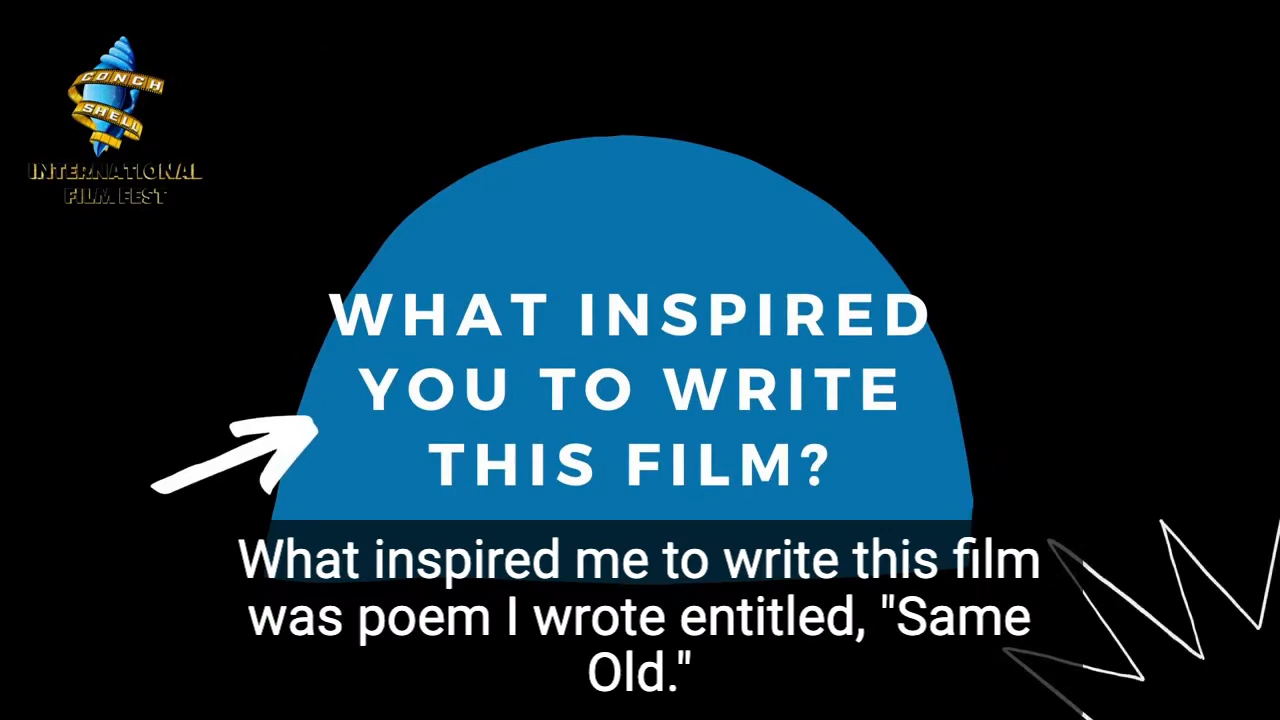 CONCH
SHELL
INTERNATIONAL
FILM FEST
WHAT INSPIRED
YOU TO WRITE
THIS FILM?
What inspired me to write this film
was poem I wrote entitled, "Same
Old."